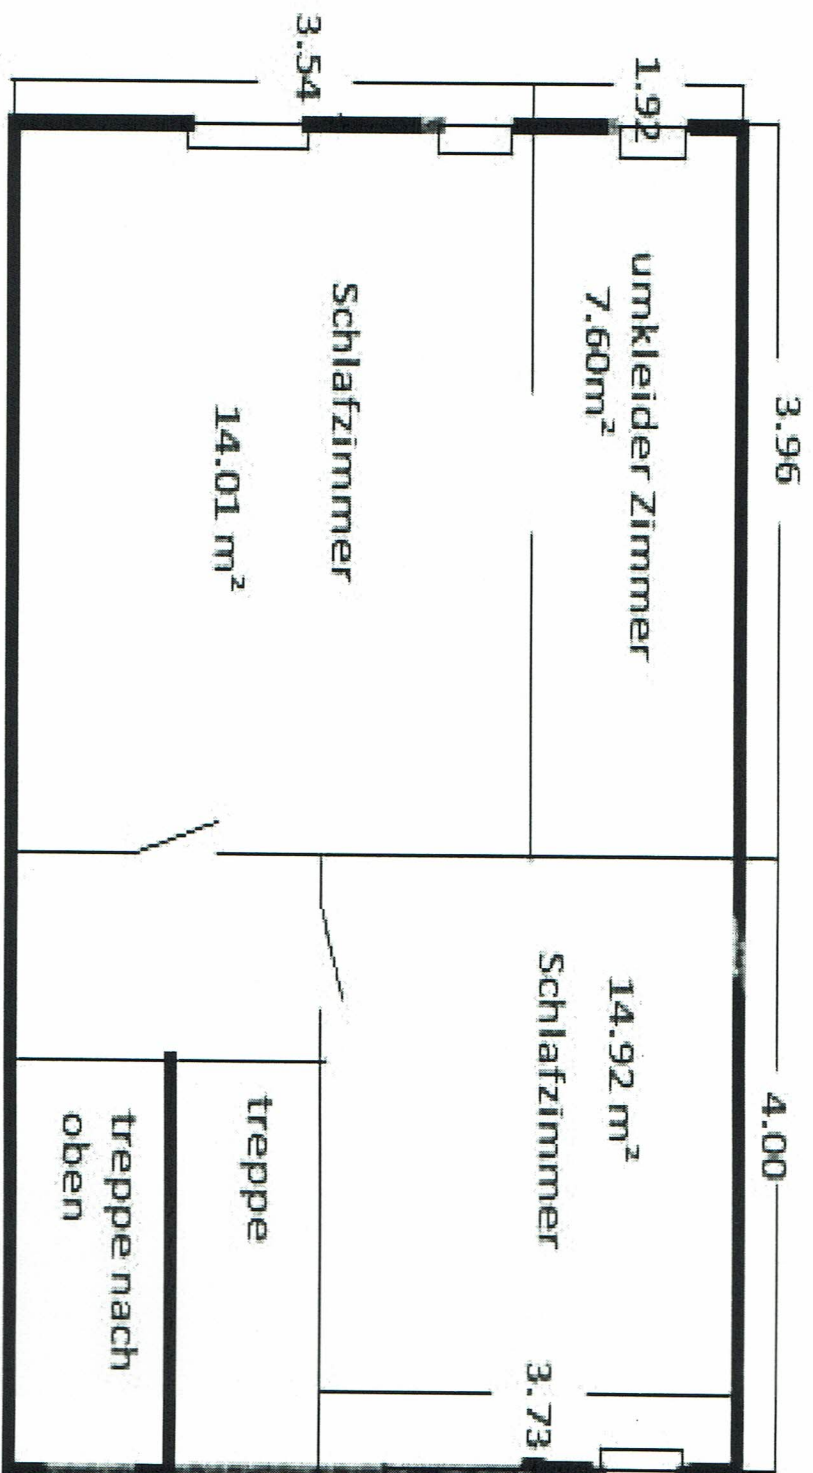 3.96
4.00
1.92
umkleider Zimmer
7.60m²
3.54
Schlafzimmer
14.01 m²
14.92 m²
Schlafzimmer
3.73
treppe
treppe nach
oben